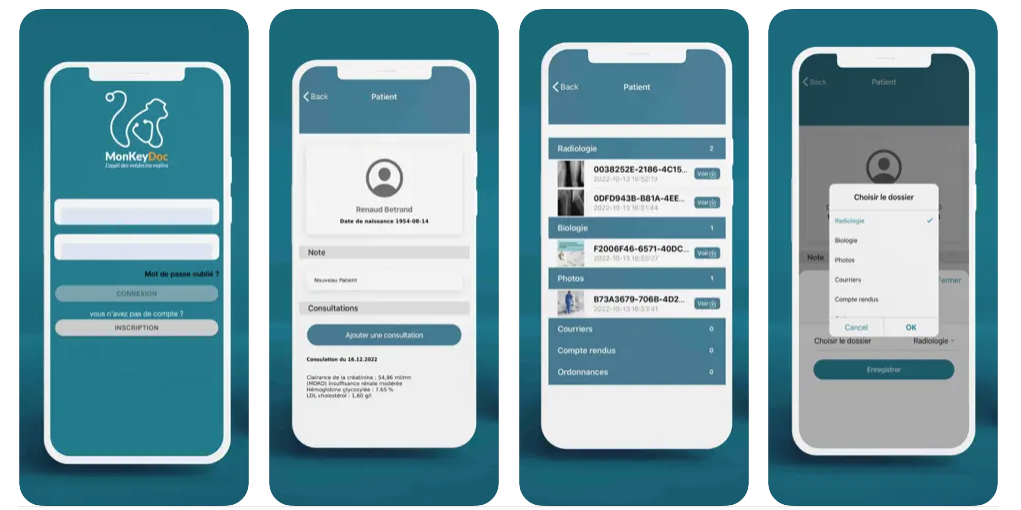 MonKeyDoc
L'appli des médecins malins
Mot de passe oublié ?
CONNEXION
vous n'avez pas de compte ?
INSCRIPTION
Back
Patient
Renaud Betrand
Date de naissance 1954-08-14
Note
Nouveau Patient
Consultations
Ajouter une consultation
Consulation du 16.12.2022
Clairance de la créatinine : 54,96 ml/mn
(MDRD) Insuffisance rénale modérée
Hémoglobine glycosylée : 7,65 %
LDL cholestérol : 1,60 g/l
Back
Patient
Radiologie 2
0038252E-2186-4C15... Voir
2022-10-13 16:52:19
0DFD943B-B81A-4EE... Voir
2022-10-13 16:51:44
Biologie 1
F2006F46-6571-40DC... Voir
2022-10-13 16:55:27
Photos 1
B73A3679-706B-4D2... Voir
2022-10-13 16:53:41
Courriers 0
Compte rendus 0
Ordonnances 0
Back
Patient
Choisir le dossier
Radiologie
Biologie
Photos
Courriers
Compte rendus
Cancel OK
Note
Fermer
Choisir le dossier Radiologie
Enregistrer